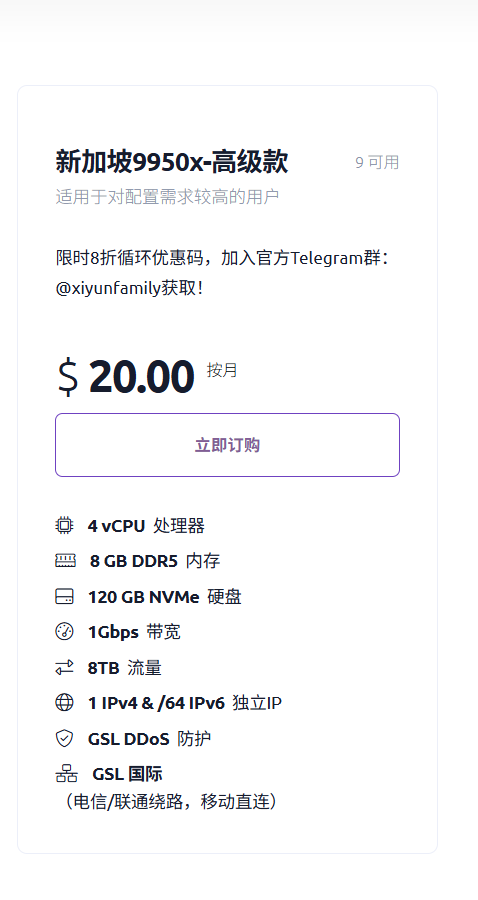 新加坡9950x-高级款
9 可用
适用于对配置需求较高的用户
限时8折循环优惠码，加入官方Telegram群：
@xiyunfamily获取！
$ 20.00 按月
立即订购
4 vCPU 处理器
8 GB DDR5 内存
120 GB NVMe 硬盘
1Gbps 带宽
8TB 流量
1 IPv4 & /64 IPv6 独立IP
GSL DDoS 防护
GSL 国际
（电信/联通绕路，移动直连）